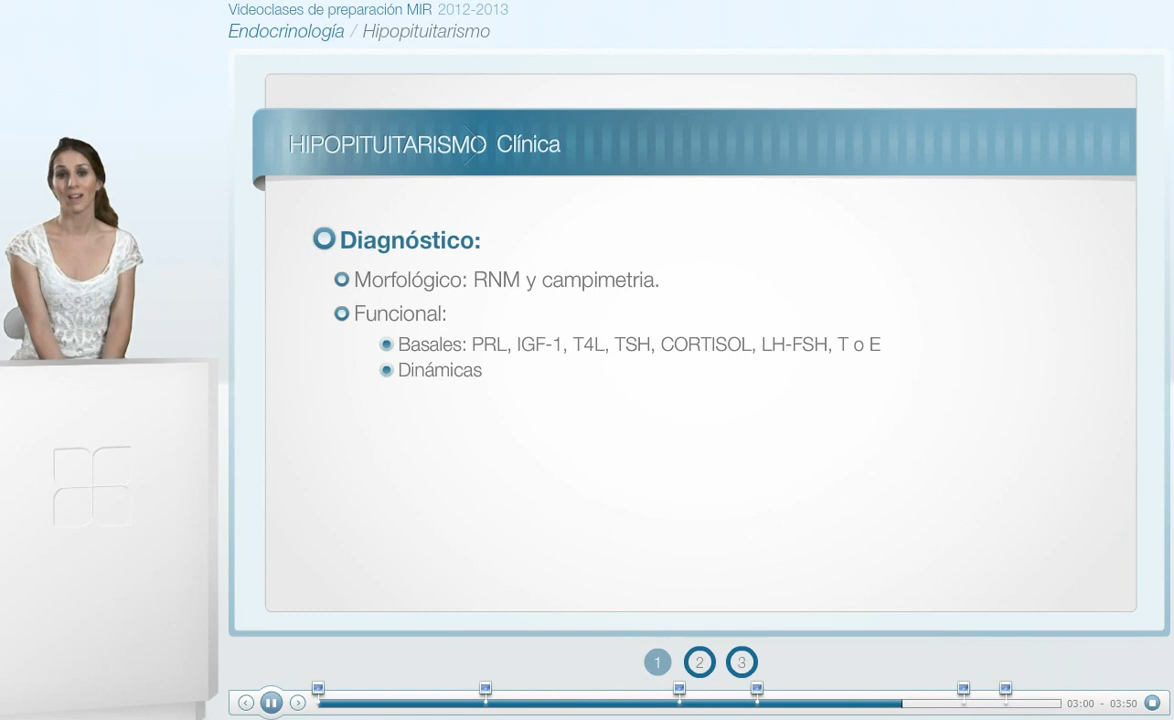 Videoclases de preparación MIR 2012-2013
Endocrinología / Hipopituitarismo
HIPOPITUITARISMO Clínica
Diagnóstico:
Morfológico: RNM y campimetria.
Funcional:
Basales: PRL, IGF-1, T4L, TSH, CORTISOL, LH-FSH, T o E
Dinámicas
1 2 3
03:00 - 03:50